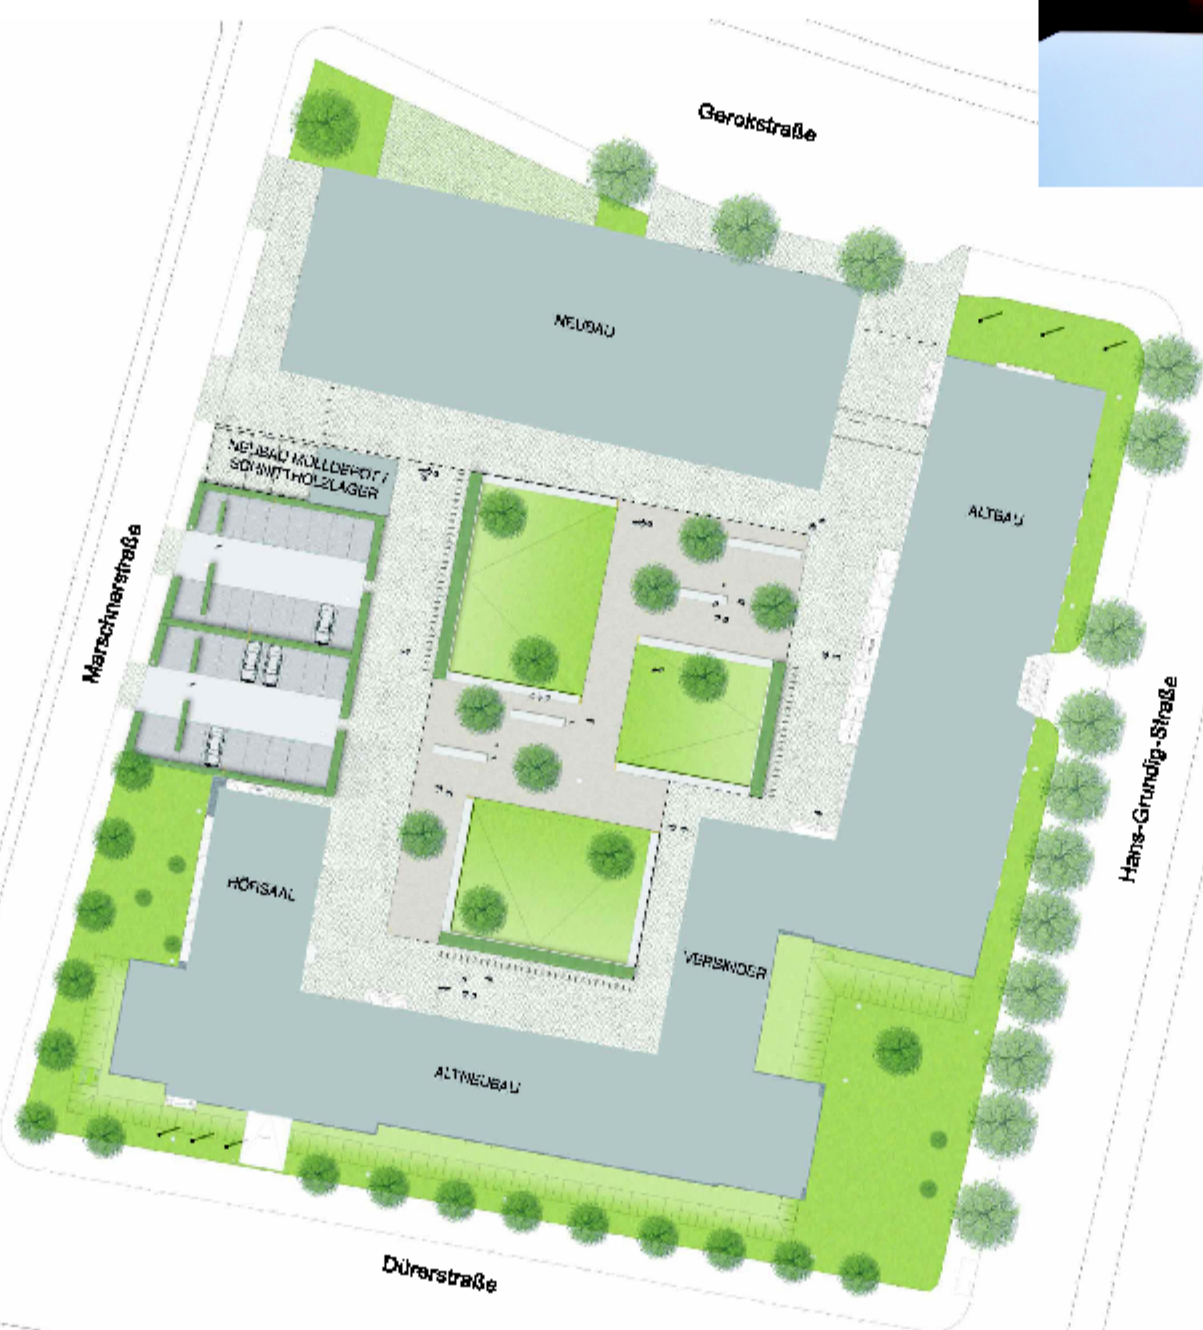 Gerokstraße
NEUBAU
NEUBAU MÜLLDEPOT /
SCHNITTHOLZLAGER
ALTBAU
Marschnerstraße
Hans-Grundig-Straße
HÖRSAAL
VERBINDER
ALTNEUBAU
Dürerstraße